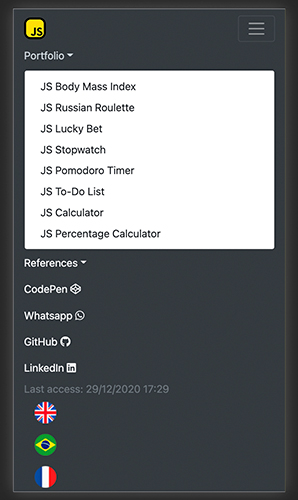 JS
Portfolio
JS Body Mass Index
JS Russian Roulette
JS Lucky Bet
JS Stopwatch
JS Pomodoro Timer
JS To-Do List
JS Calculator
JS Percentage Calculator
References
CodePen
Whatsapp
GitHub
LinkedIn
Last access: 29/12/2020 17:29